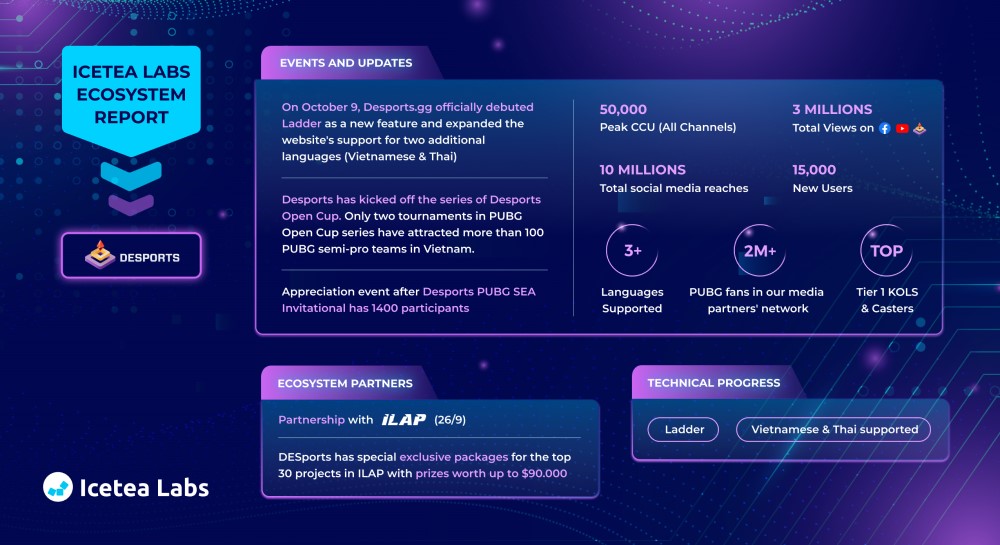 ICETEA LABS
ECOSYSTEM
REPORT
DESPORTS
EVENTS AND UPDATES
On October 9, Desports.gg officially debuted
Ladder as a new feature and expanded the
website's support for two additional
languages (Vietnamese & Thai)
Desports has kicked off the series of Desports
Open Cup. Only two tournaments in PUBG
Open Cup series have attracted more than 100
PUBG semi-pro teams in Vietnam.
Appreciation event after Desports PUBG SEA
Invitational has 1400 participants
50,000
Peak CCU (All Channels)
3 MILLIONS
Total Views on
10 MILLIONS
Total social media reaches
15,000
New Users
3+
Languages
Supported
2M+
PUBG fans in our media
partners' network
TOP
Tier 1 KOLS
& Casters
ECOSYSTEM PARTNERS
Partnership with iLAP (26/9)
DESports has special exclusive packages for the top
30 projects in ILAP with prizes worth up to $90.000
TECHNICAL PROGRESS
Ladder
Vietnamese & Thai supported
Icetea Labs